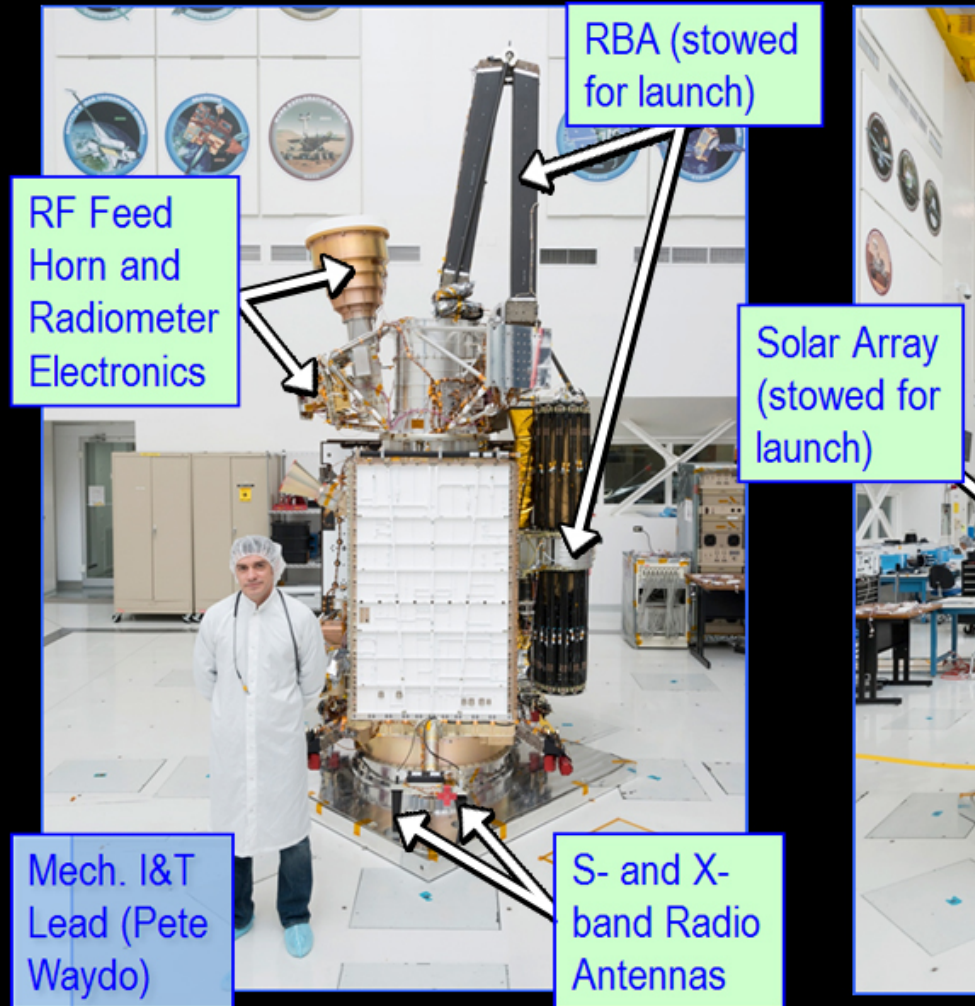 RBA (stowed
for launch)
RF Feed
Horn and
Radiometer
Electronics
Solar Array
(stowed for
launch)
Mech. I&T
Lead (Pete
Waydo)
S- and X-
band Radio
Antennas